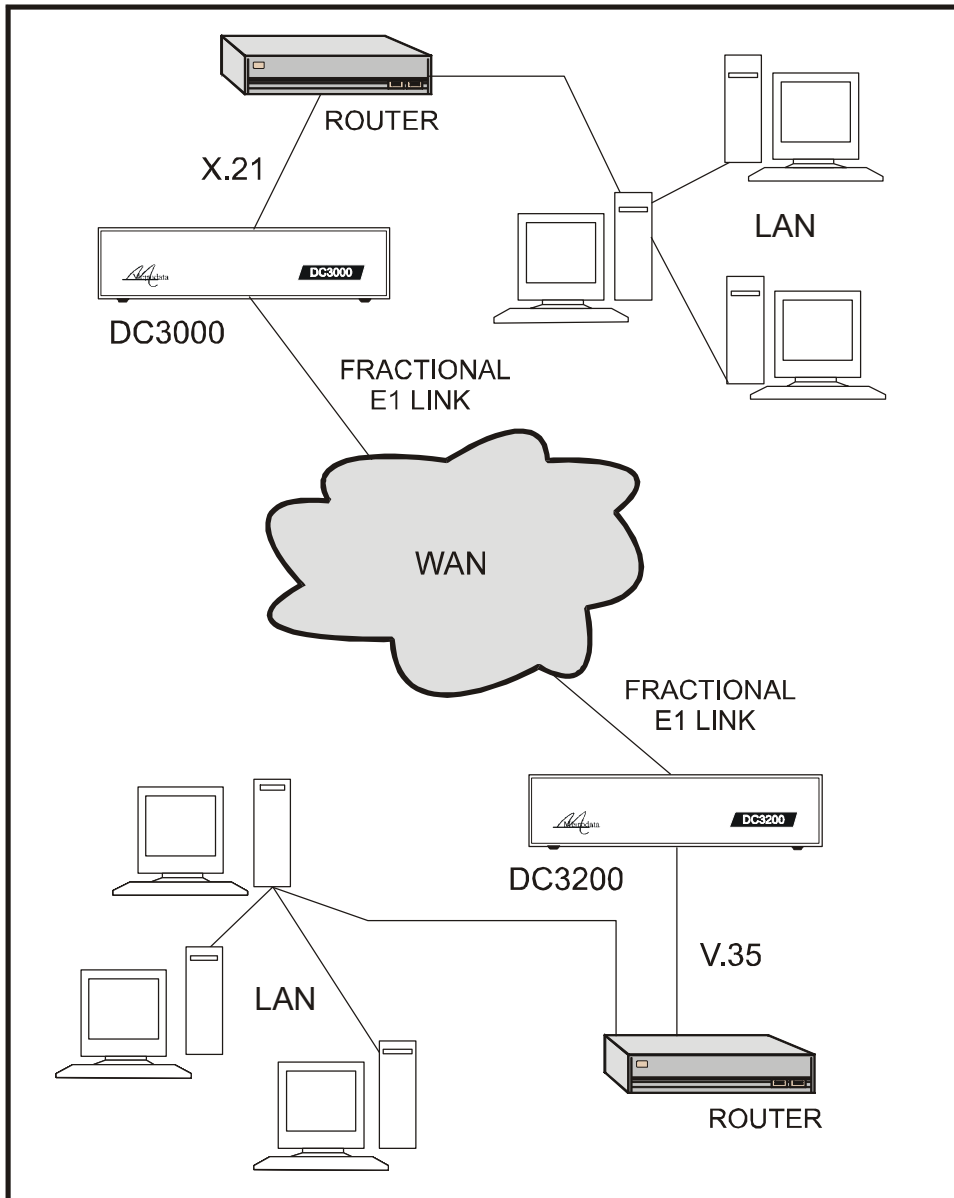 ROUTER
X.21
LAN
DC3000
DC3000
FRACTIONAL
E1 LINK
WAN
FRACTIONAL
E1 LINK
DC3200
DC3200
V.35
LAN
ROUTER